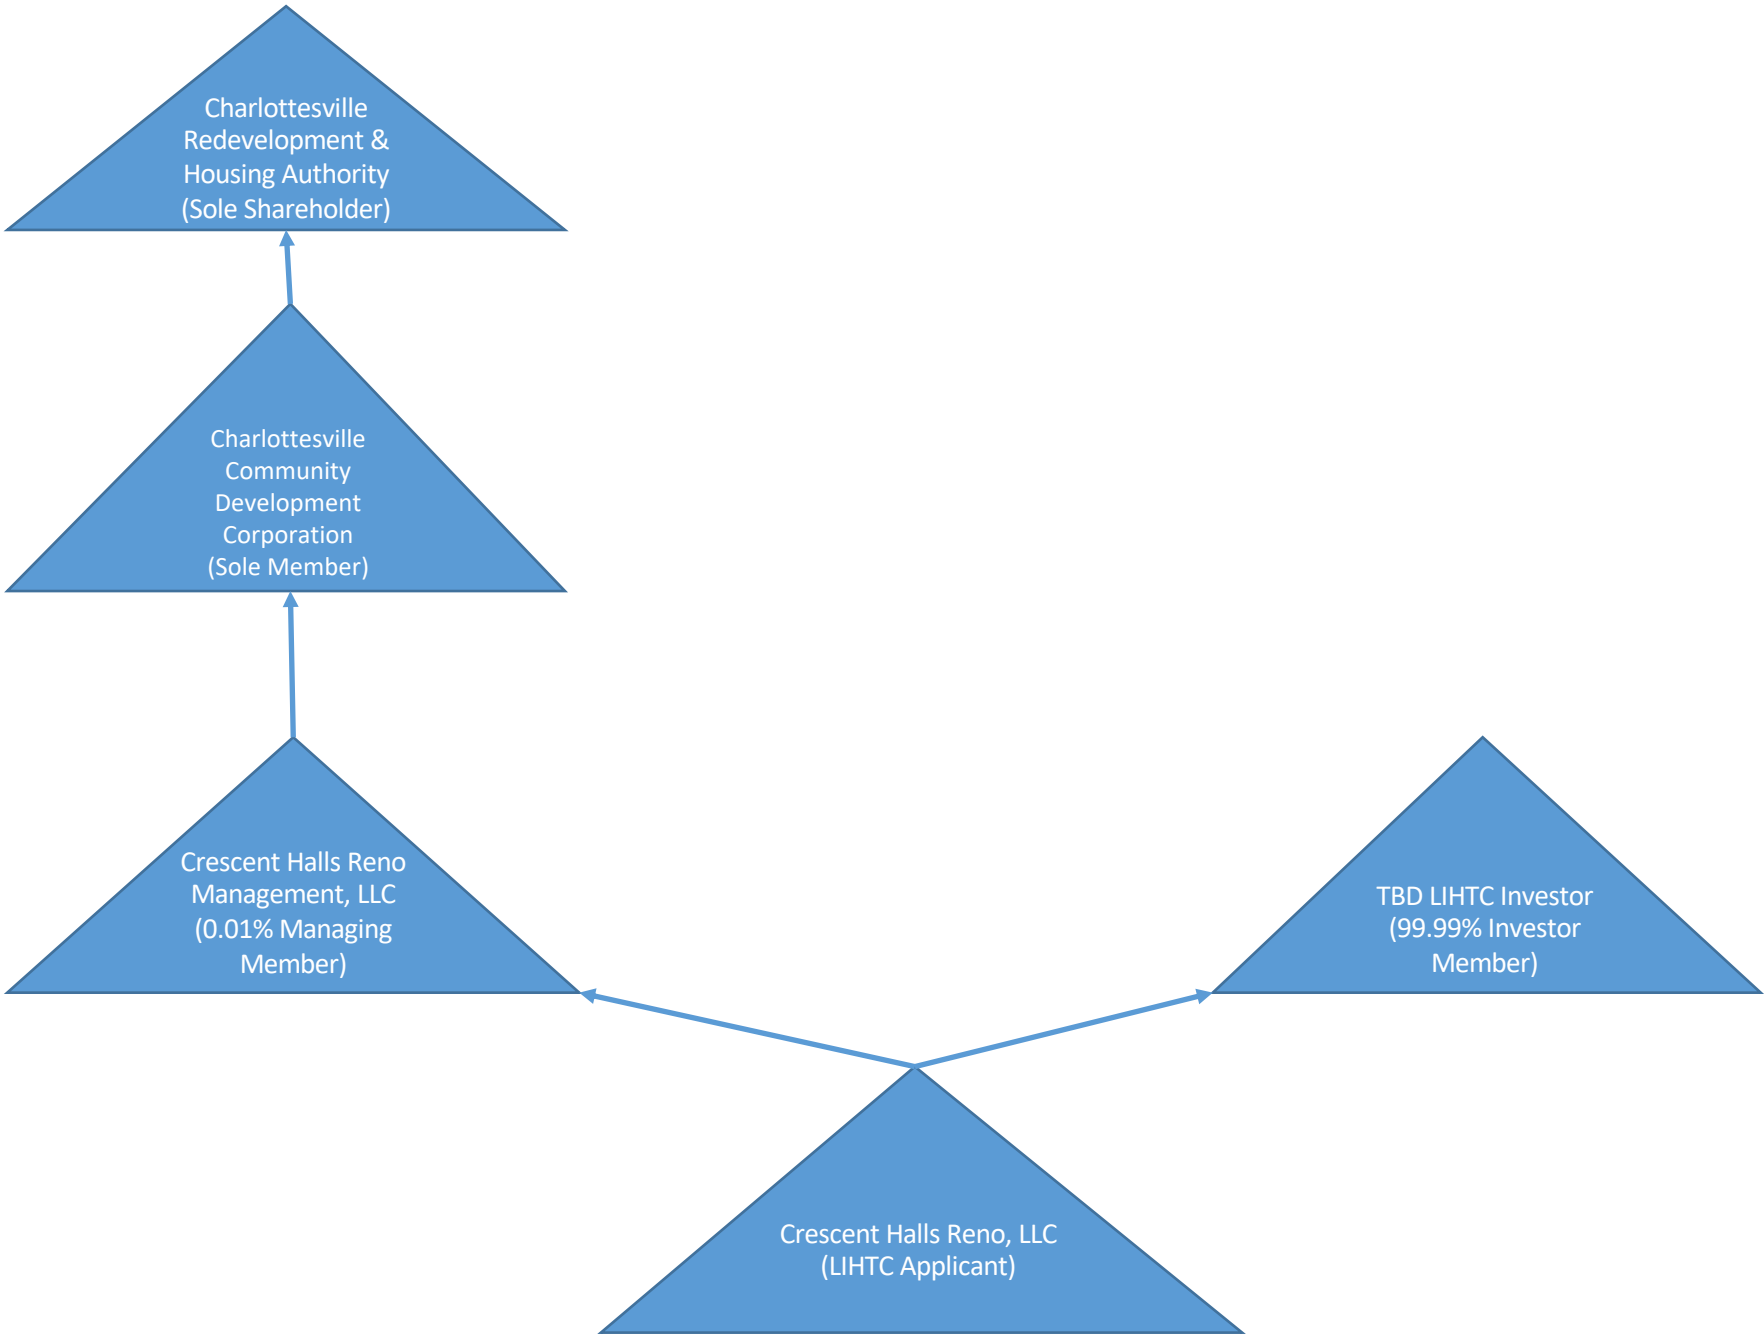 Charlottesville
Redevelopment &
Housing Authority
(Sole Shareholder)
Charlottesville
Community
Development
Corporation
(Sole Member)
Crescent Halls Reno
Management, LLC
(0.01% Managing
Member)
TBD LIHTC Investor
(99.99% Investor
Member)
Crescent Halls Reno, LLC
(LIHTC Applicant)